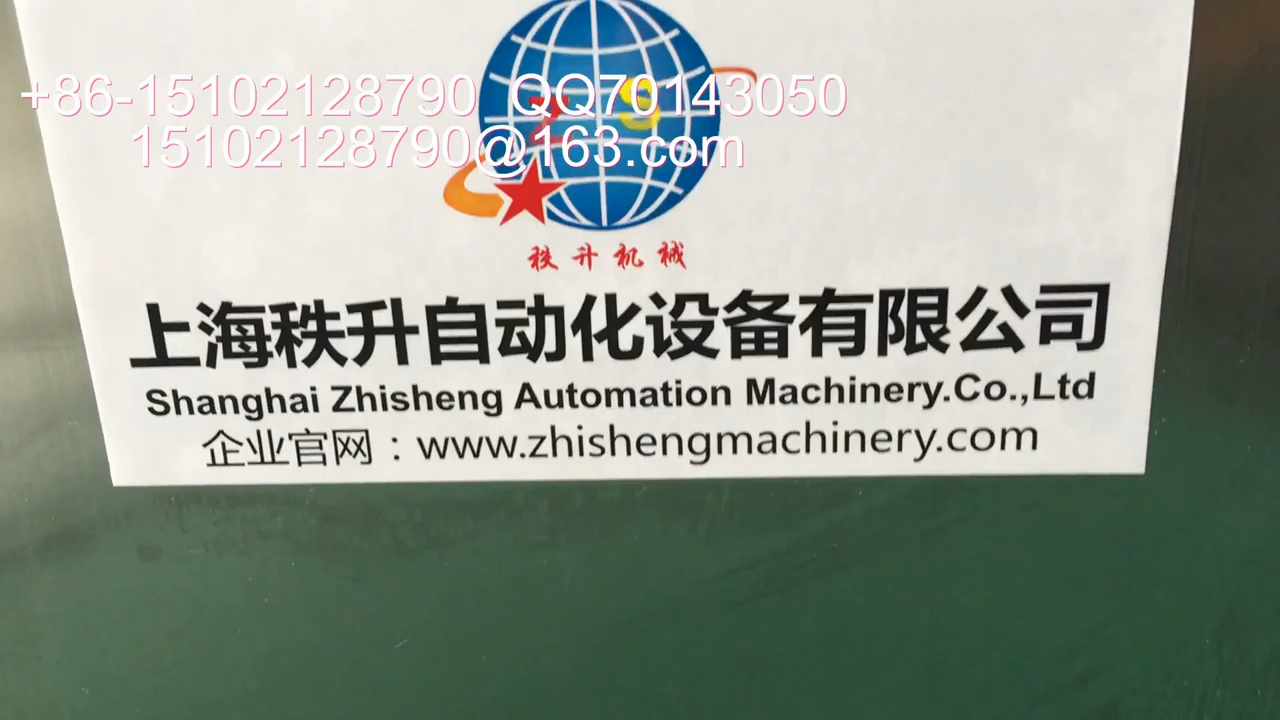 +86-15102128790 QQ70143050
15102128790@163.com
Z S
秩升机械
上海秩升自动化设备有限公司
Shanghai Zhisheng Automation Machinery.Co.,Ltd
企业官网：www.zhishengmachinery.com